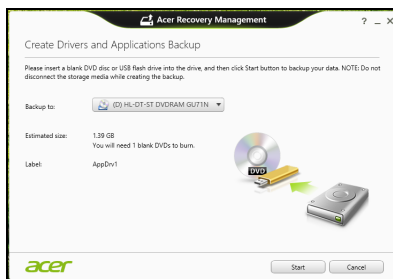 Acer Recovery Management
? _ X
Create Drivers and Applications Backup
Please insert a blank DVD disc or USB flash drive into the drive, and then click Start button to backup your data. NOTE: Do not
disconnect the storage media while creating the backup.
Backup to:
(D) HL-DT-ST DVDRAM GU71N
Estimated size:
1.39 GB
You will need 1 blank DVDs to burn.
Label:
AppDrv1
DVD
acer
Start
Cancel